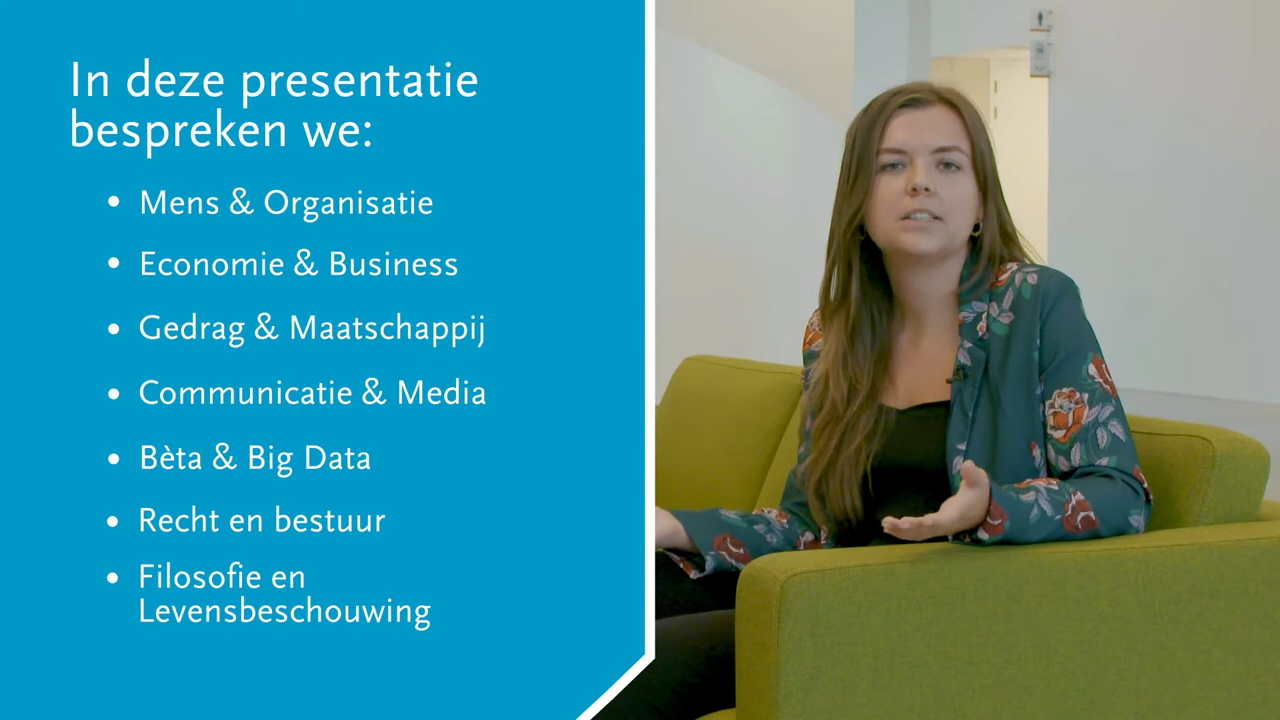 In deze presentatie
bespreken we:
• Mens & Organisatie
• Economie & Business
• Gedrag & Maatschappij
• Communicatie & Media
• Bèta & Big Data
• Recht en bestuur
• Filosofie en
Levensbeschouwing